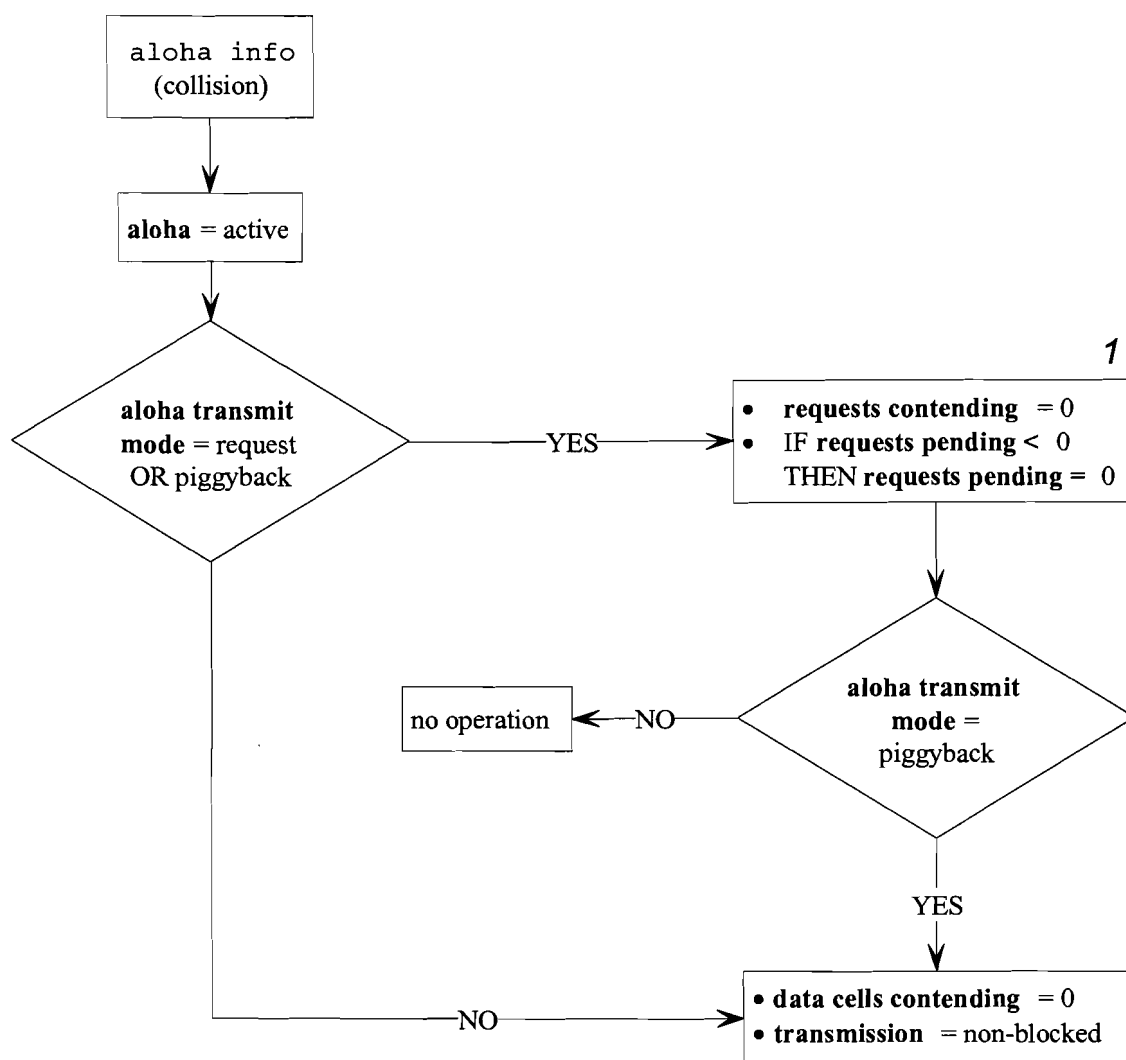 aloha info
(collision)
aloha = active
aloha transmit
mode = request
OR piggyback
YES
1
• requests contending = 0
• IF requests pending < 0
THEN requests pending = 0
aloha transmit
mode =
piggyback
NO
no operation
YES
NO
• data cells contending = 0
• transmission = non-blocked